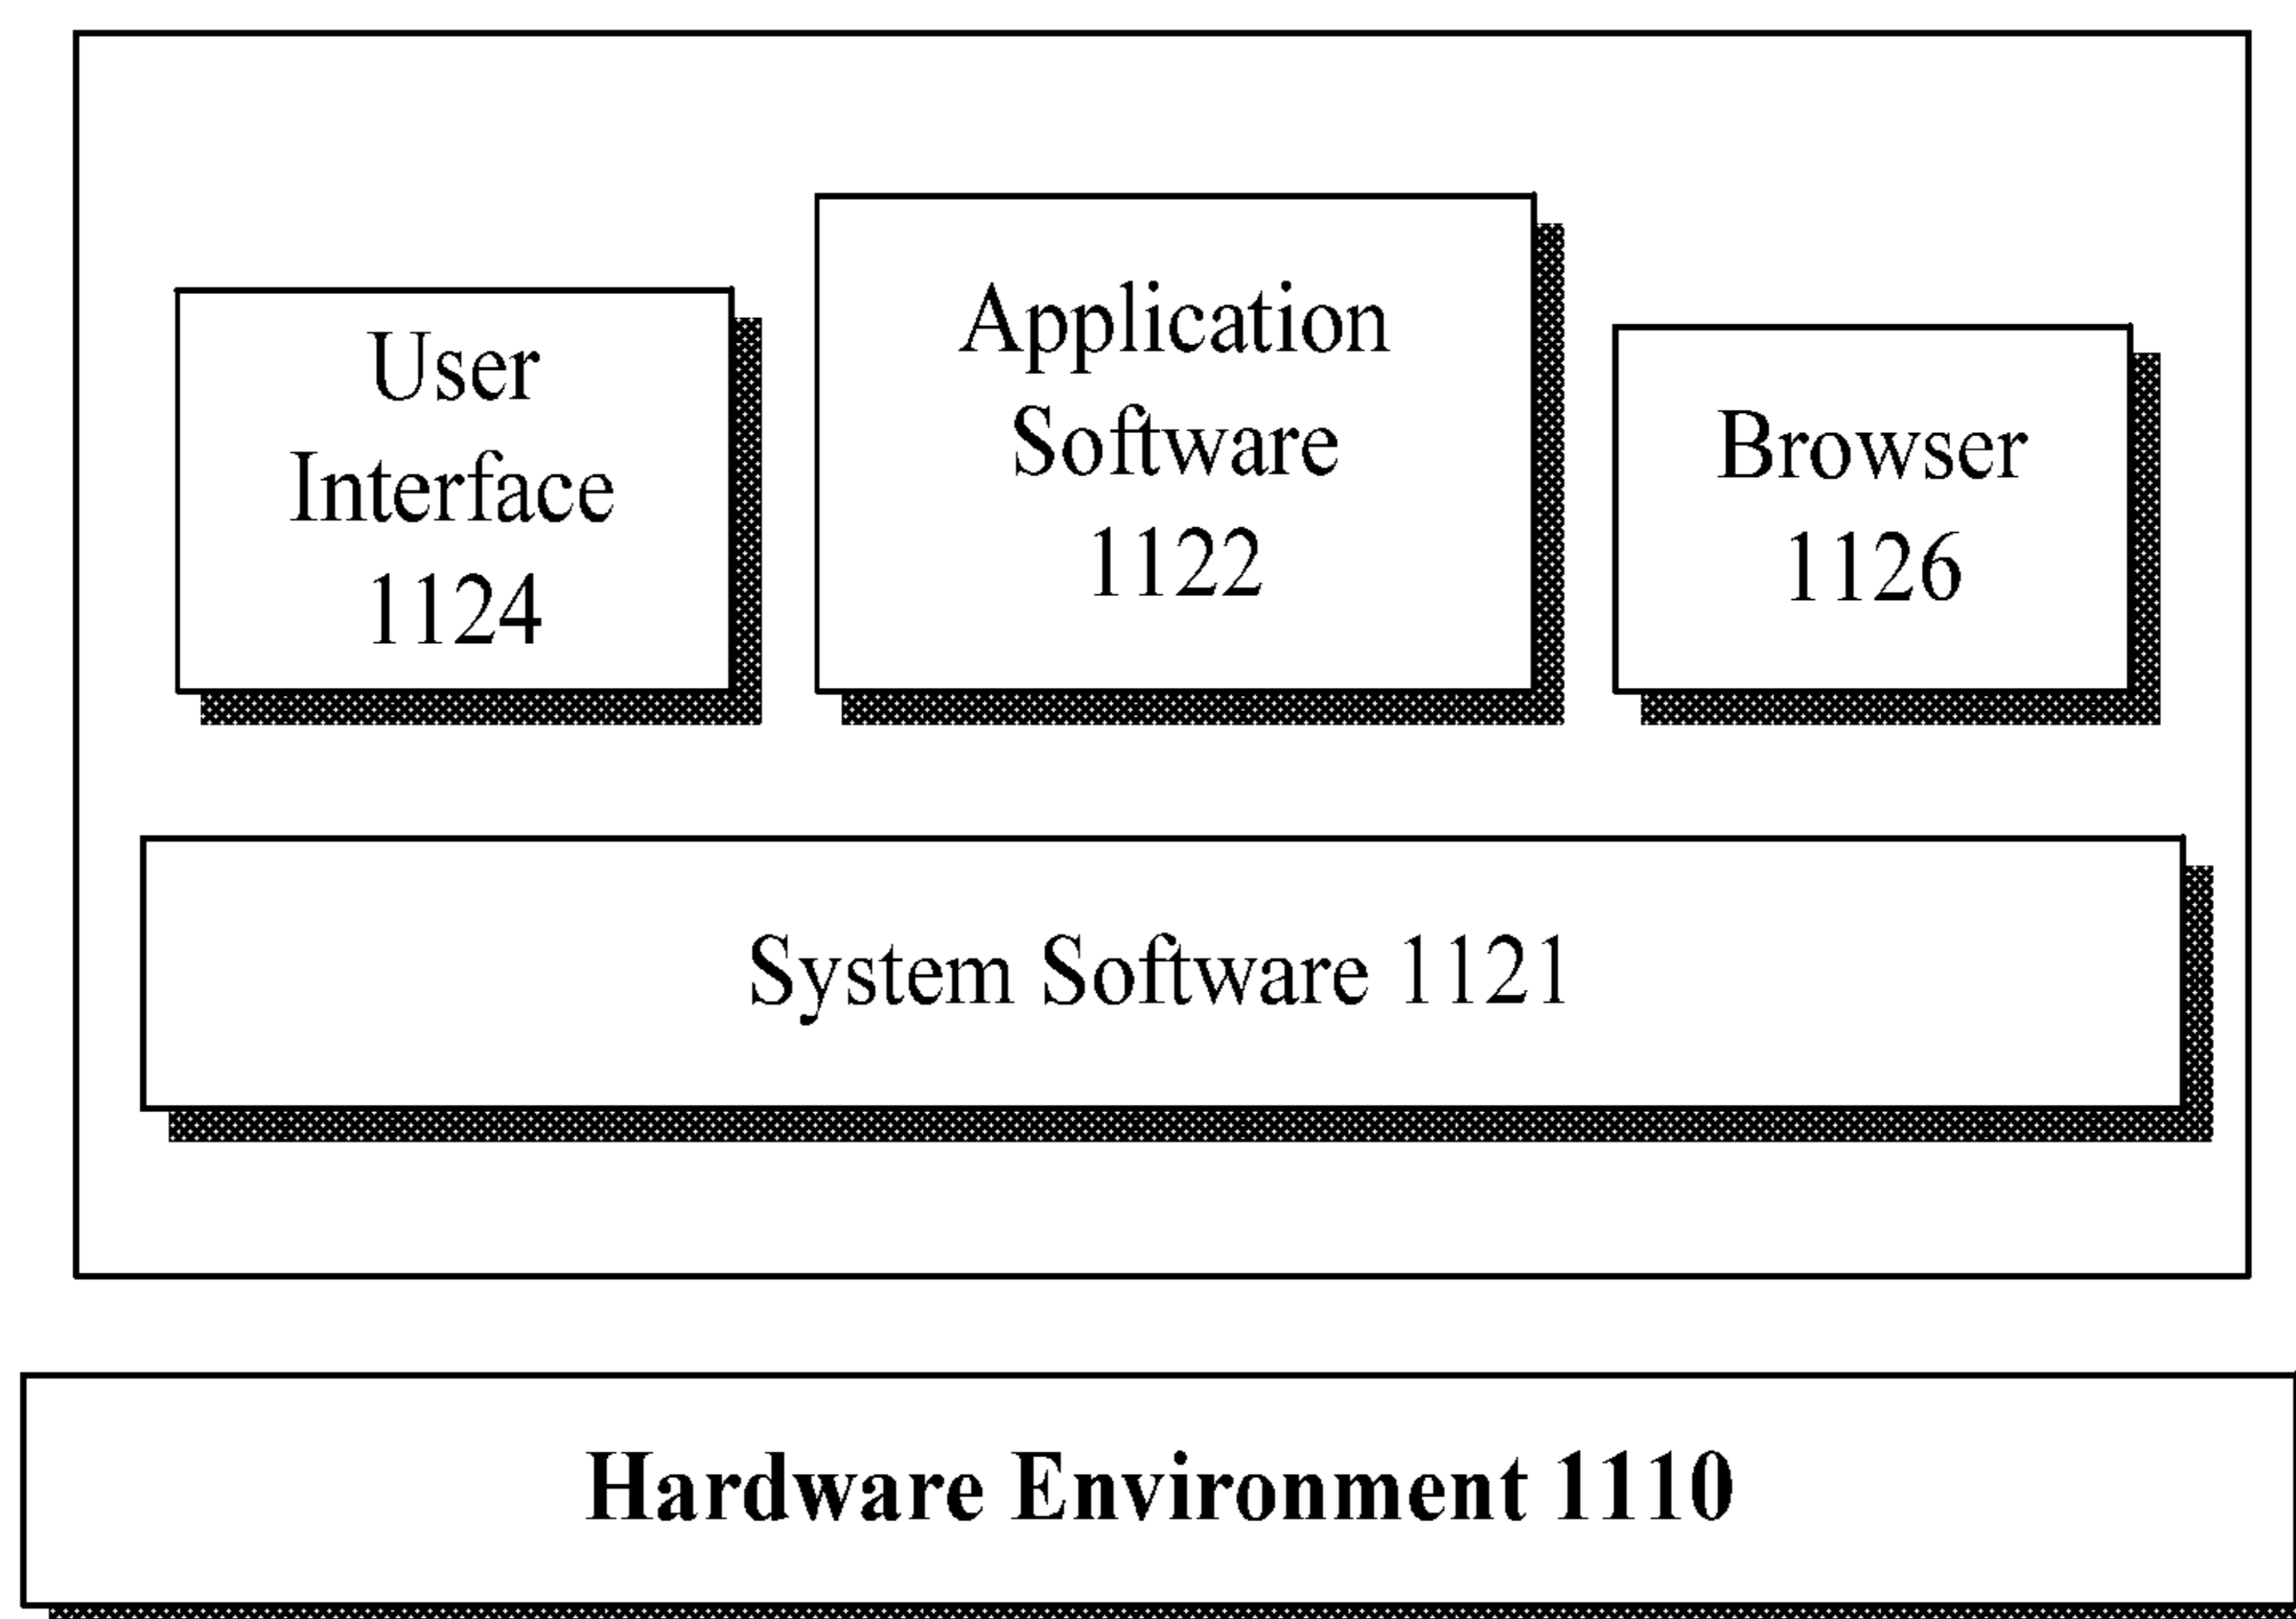 User
Interface
1124
Application
Software
1122
Browser
1126
System Software 1121
Hardware Environment 1110